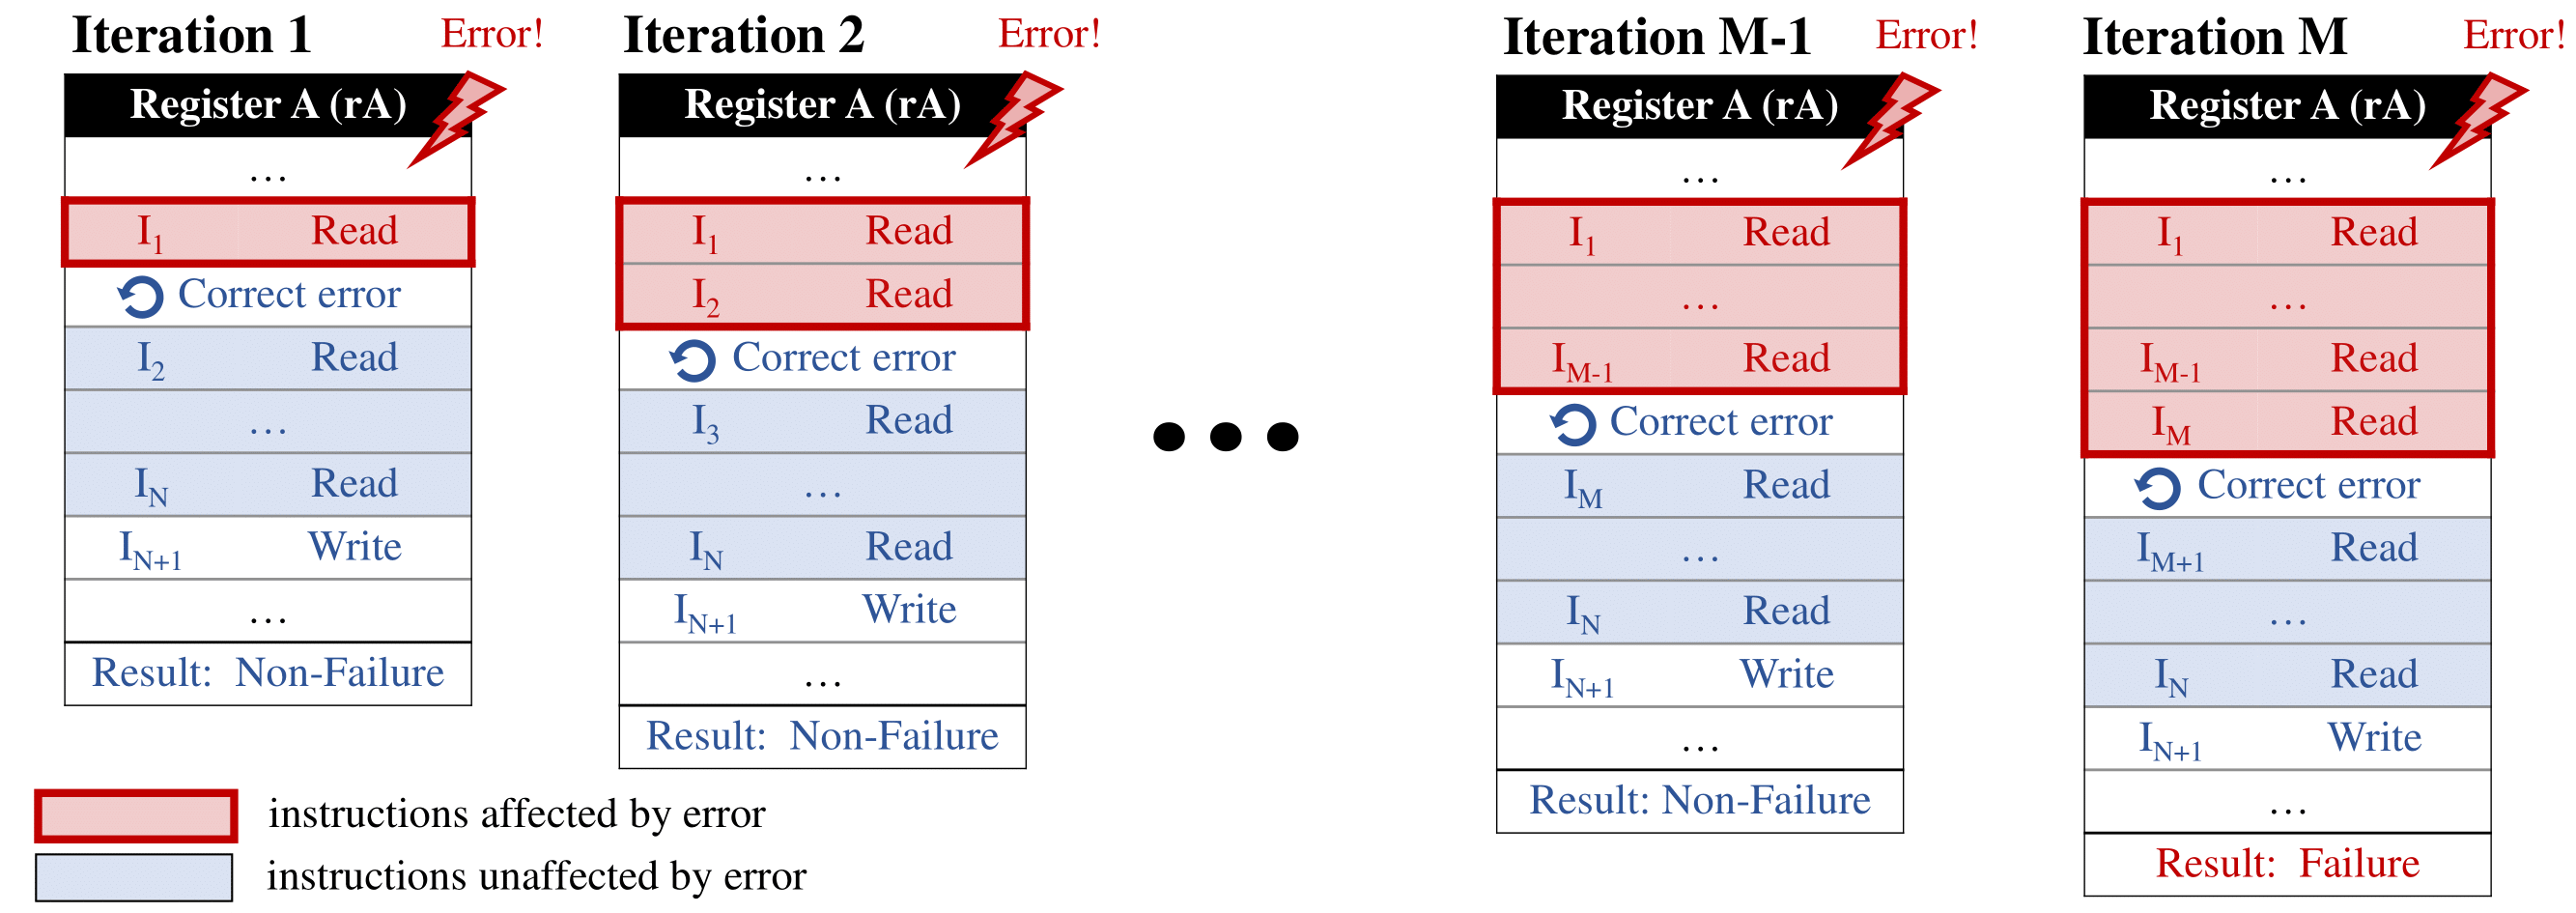 Iteration 1 Error!
Register A (rA)
…
I1 Read
Correct error
I2 Read
…
IN Read
IN+1 Write
…
Result: Non-Failure
Iteration 2 Error!
Register A (rA)
…
I1 Read
I2 Read
Correct error
I3 Read
…
IN Read
IN+1 Write
…
Result: Non-Failure
•••
Iteration M-1 Error!
Register A (rA)
…
I1 Read
…
IM-1 Read
Correct error
IM Read
…
IN Read
IN+1 Write
…
Result: Non-Failure
Iteration M Error!
Register A (rA)
…
I1 Read
…
IM-1 Read
IM Read
Correct error
IM+1 Read
…
IN Read
IN+1 Write
…
Result: Failure
instructions affected by error
instructions unaffected by error